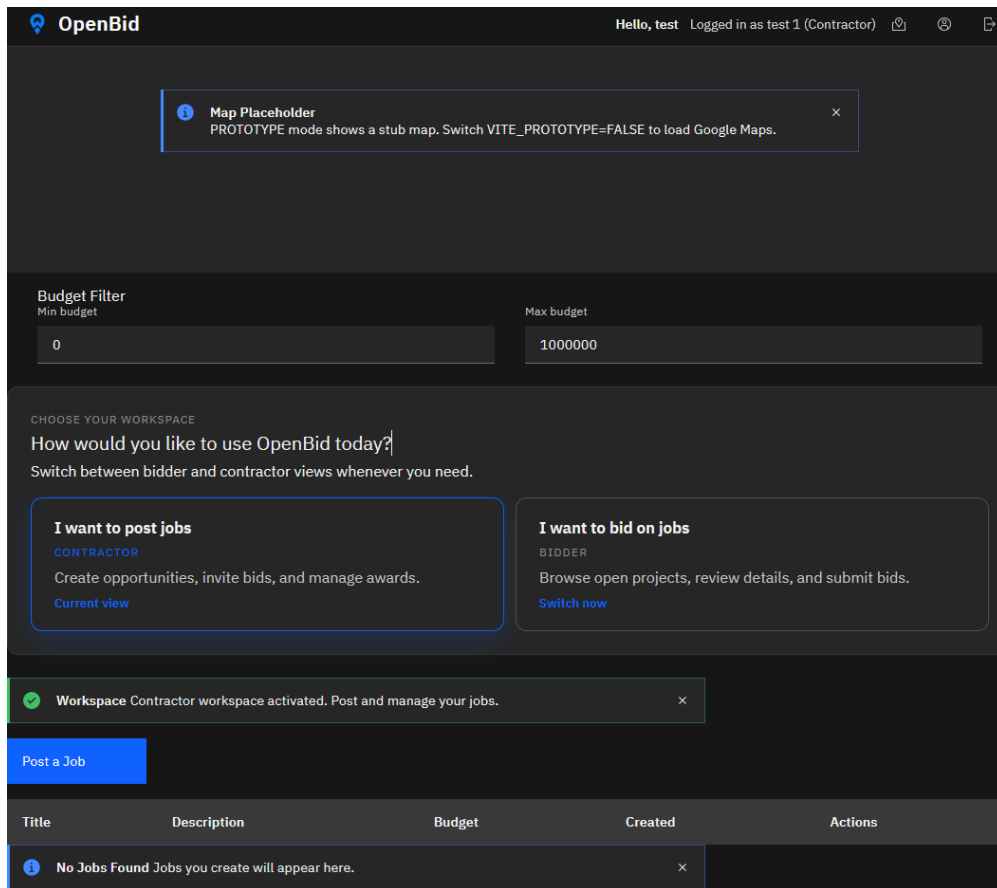 OpenBid
Hello, test Logged in as test 1 (Contractor)
Map Placeholder
PROTOTYPE mode shows a stub map. Switch VITE_PROTOTYPE=FALSE to load Google Maps.
Budget Filter
Min budget
0
Max budget
1000000
CHOOSE YOUR WORKSPACE
How would you like to use OpenBid today?
Switch between bidder and contractor views whenever you need.
I want to post jobs
CONTRACTOR
Create opportunities, invite bids, and manage awards.
Current view
I want to bid on jobs
BIDDER
Browse open projects, review details, and submit bids.
Switch now
Workspace Contractor workspace activated. Post and manage your jobs.
Post a Job
Title Description Budget Created Actions
No Jobs Found Jobs you create will appear here.